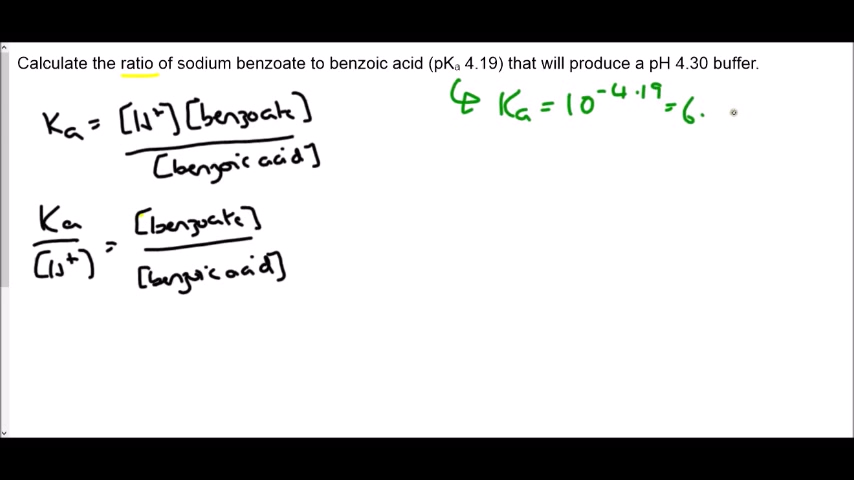 Calculate the ratio of sodium benzoate to benzoic acid (pKₐ 4.19) that will produce a pH 4.30 buffer.
Ka = 10^-4.19 = 6.
Ka = [H+][benzoate]
[benzoic acid]
Ka = [benzoate]
[H+] [benzoic acid]